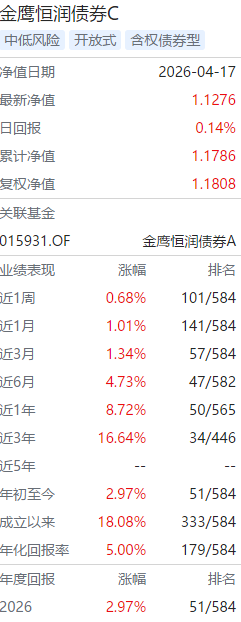 金鹰恒润债券C
中低风险 开放式 含权债券型
净值日期 2026-04-17
最新净值 1.1276
日回报 0.14%
累计净值 1.1786
复权净值 1.1808
关联基金
015931.OF 金鹰恒润债券A
业绩表现 涨幅 排名
近1周 0.68% 101/584
近1月 1.01% 141/584
近3月 1.34% 57/584
近6月 4.73% 47/582
近1年 8.72% 50/565
近3年 16.64% 34/446
近5年 -- --
年初至今 2.97% 51/584
成立以来 18.08% 333/584
年化回报率 5.00% 179/584
年度回报 涨幅 排名
2026 2.97% 51/584